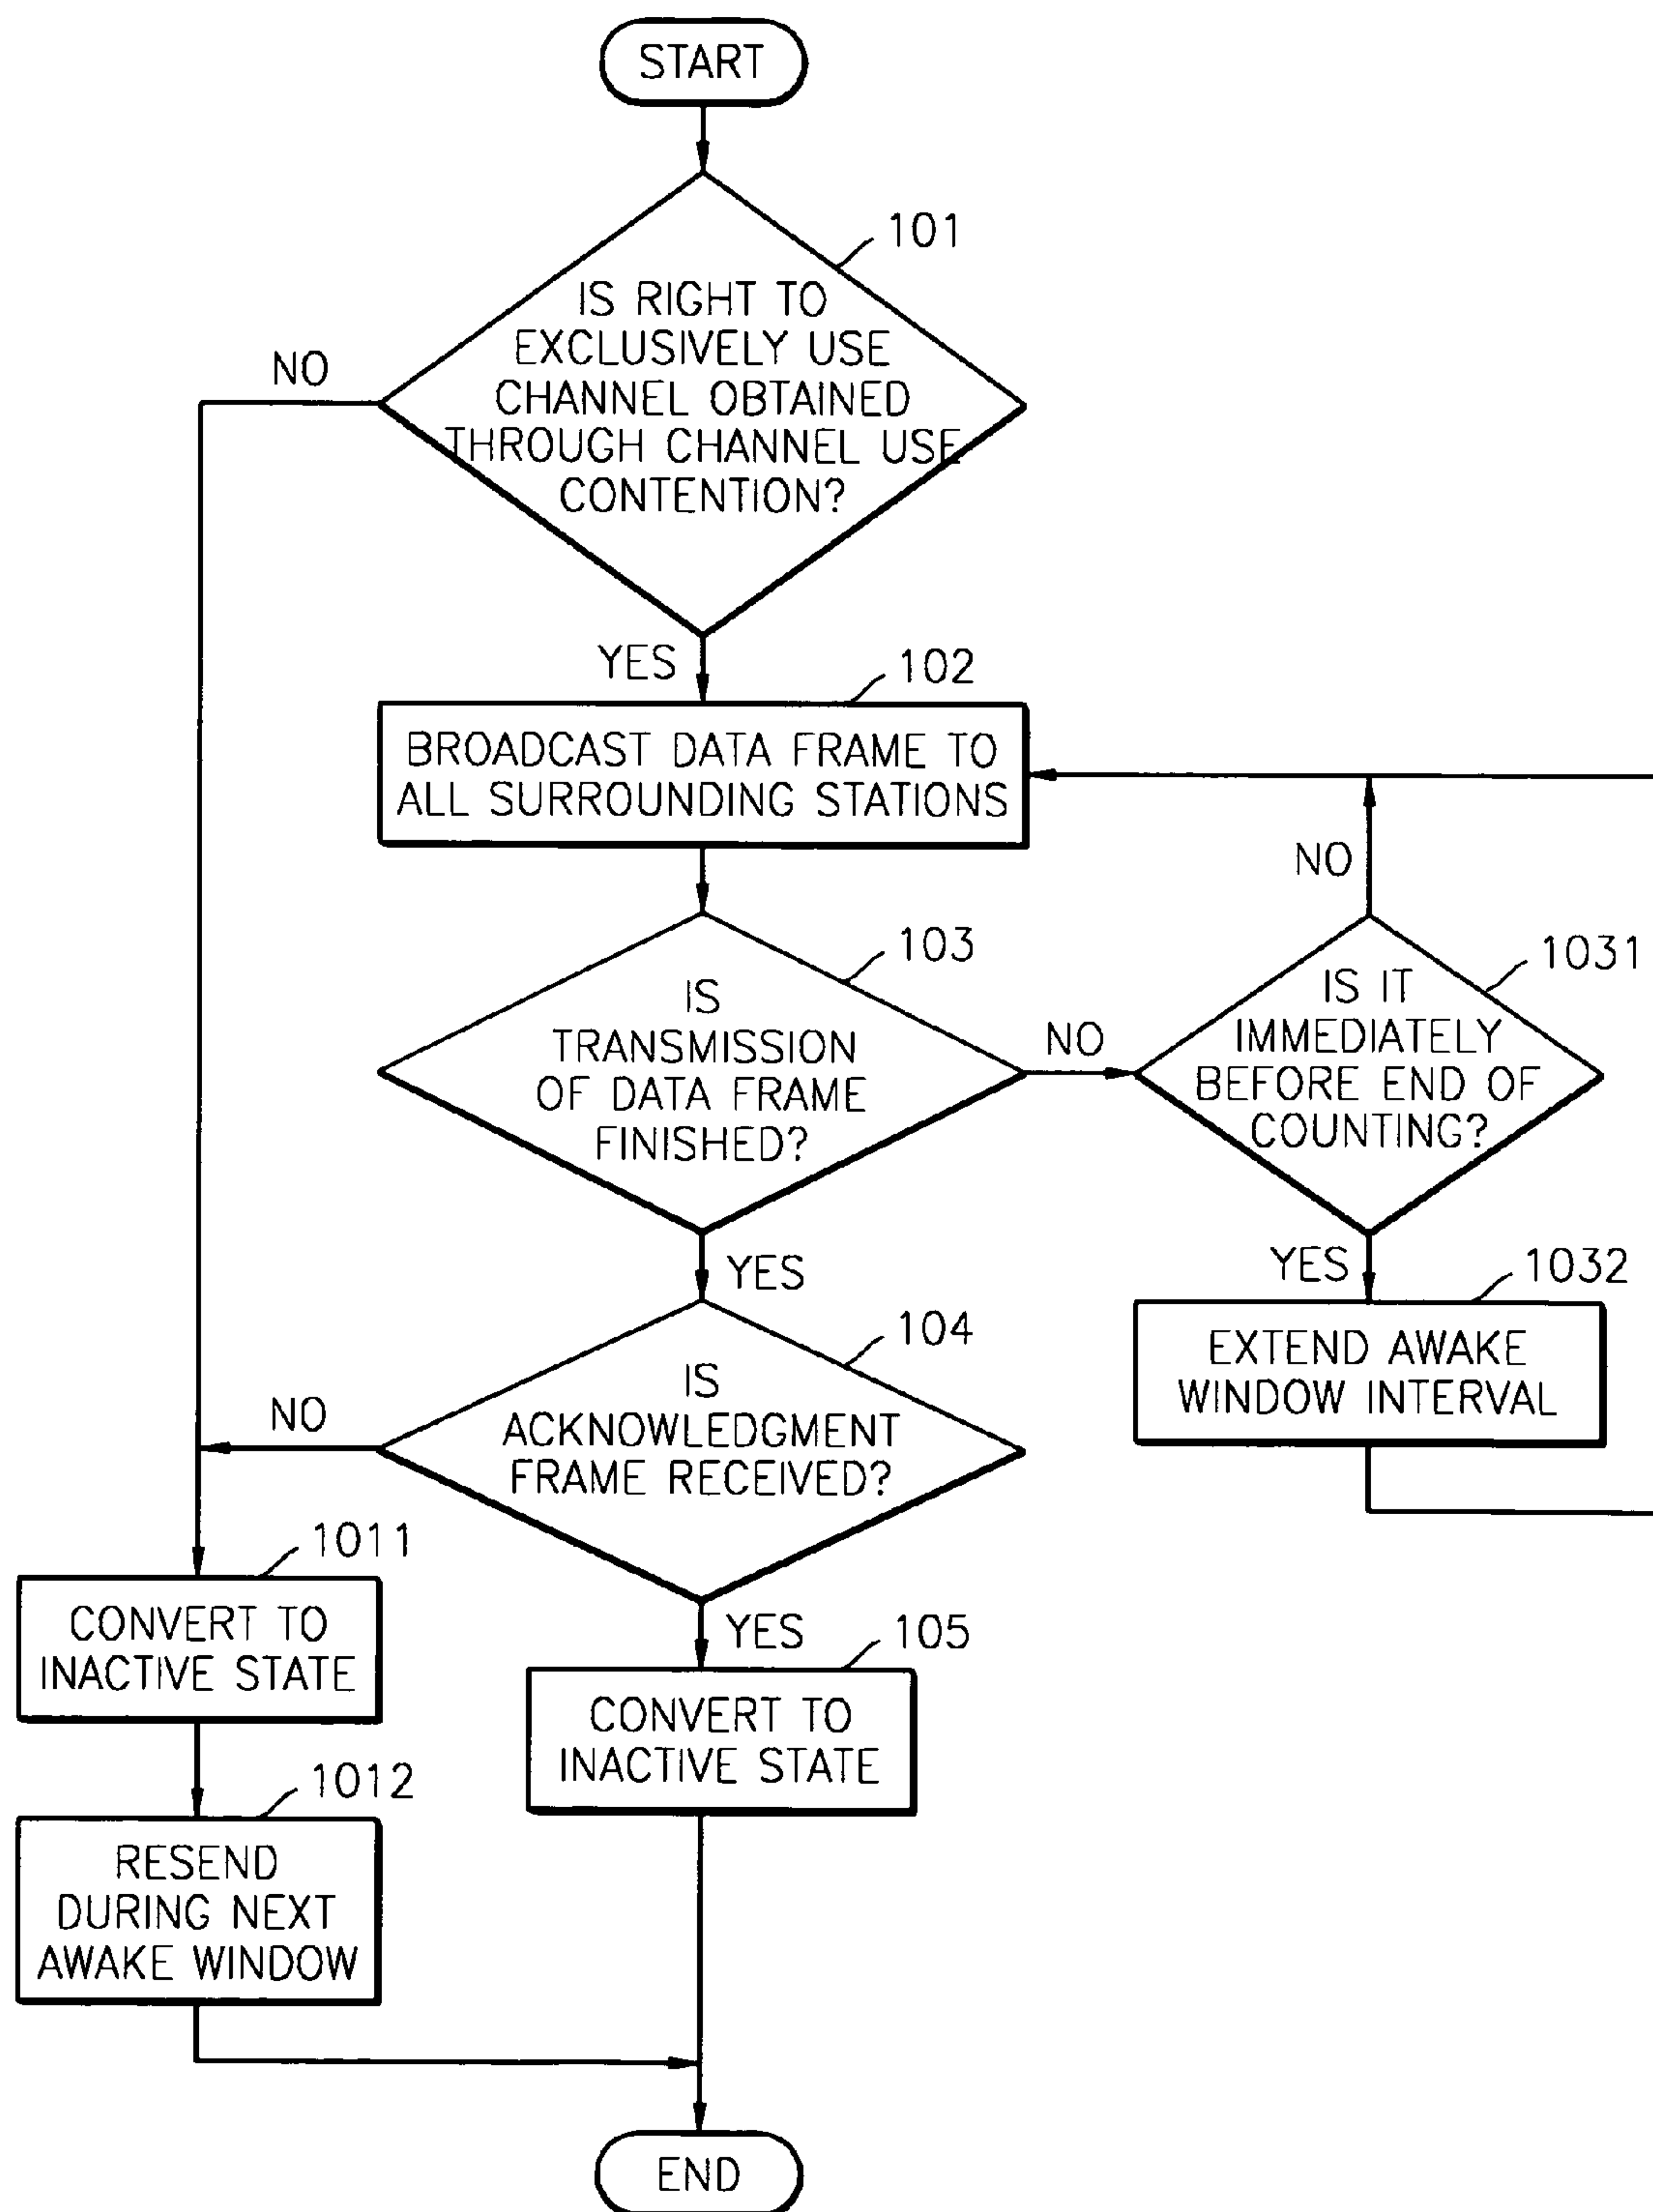 START
101
IS RIGHT TO
EXCLUSIVELY USE
CHANNEL OBTAINED
THROUGH CHANNEL USE
CONTENTION?
NO
YES
102
BROADCAST DATA FRAME TO
ALL SURROUNDING STATIONS
NO
103
IS
TRANSMISSION
OF DATA FRAME
FINISHED?
NO
1031
IS IT
IMMEDIATELY
BEFORE END OF
COUNTING?
YES
YES
1032
EXTEND AWAKE
WINDOW INTERVAL
104
IS
ACKNOWLEDGMENT
FRAME RECEIVED?
NO
1011
CONVERT TO
INACTIVE STATE
YES
105
CONVERT TO
INACTIVE STATE
1012
RESEND
DURING NEXT
AWAKE WINDOW
END